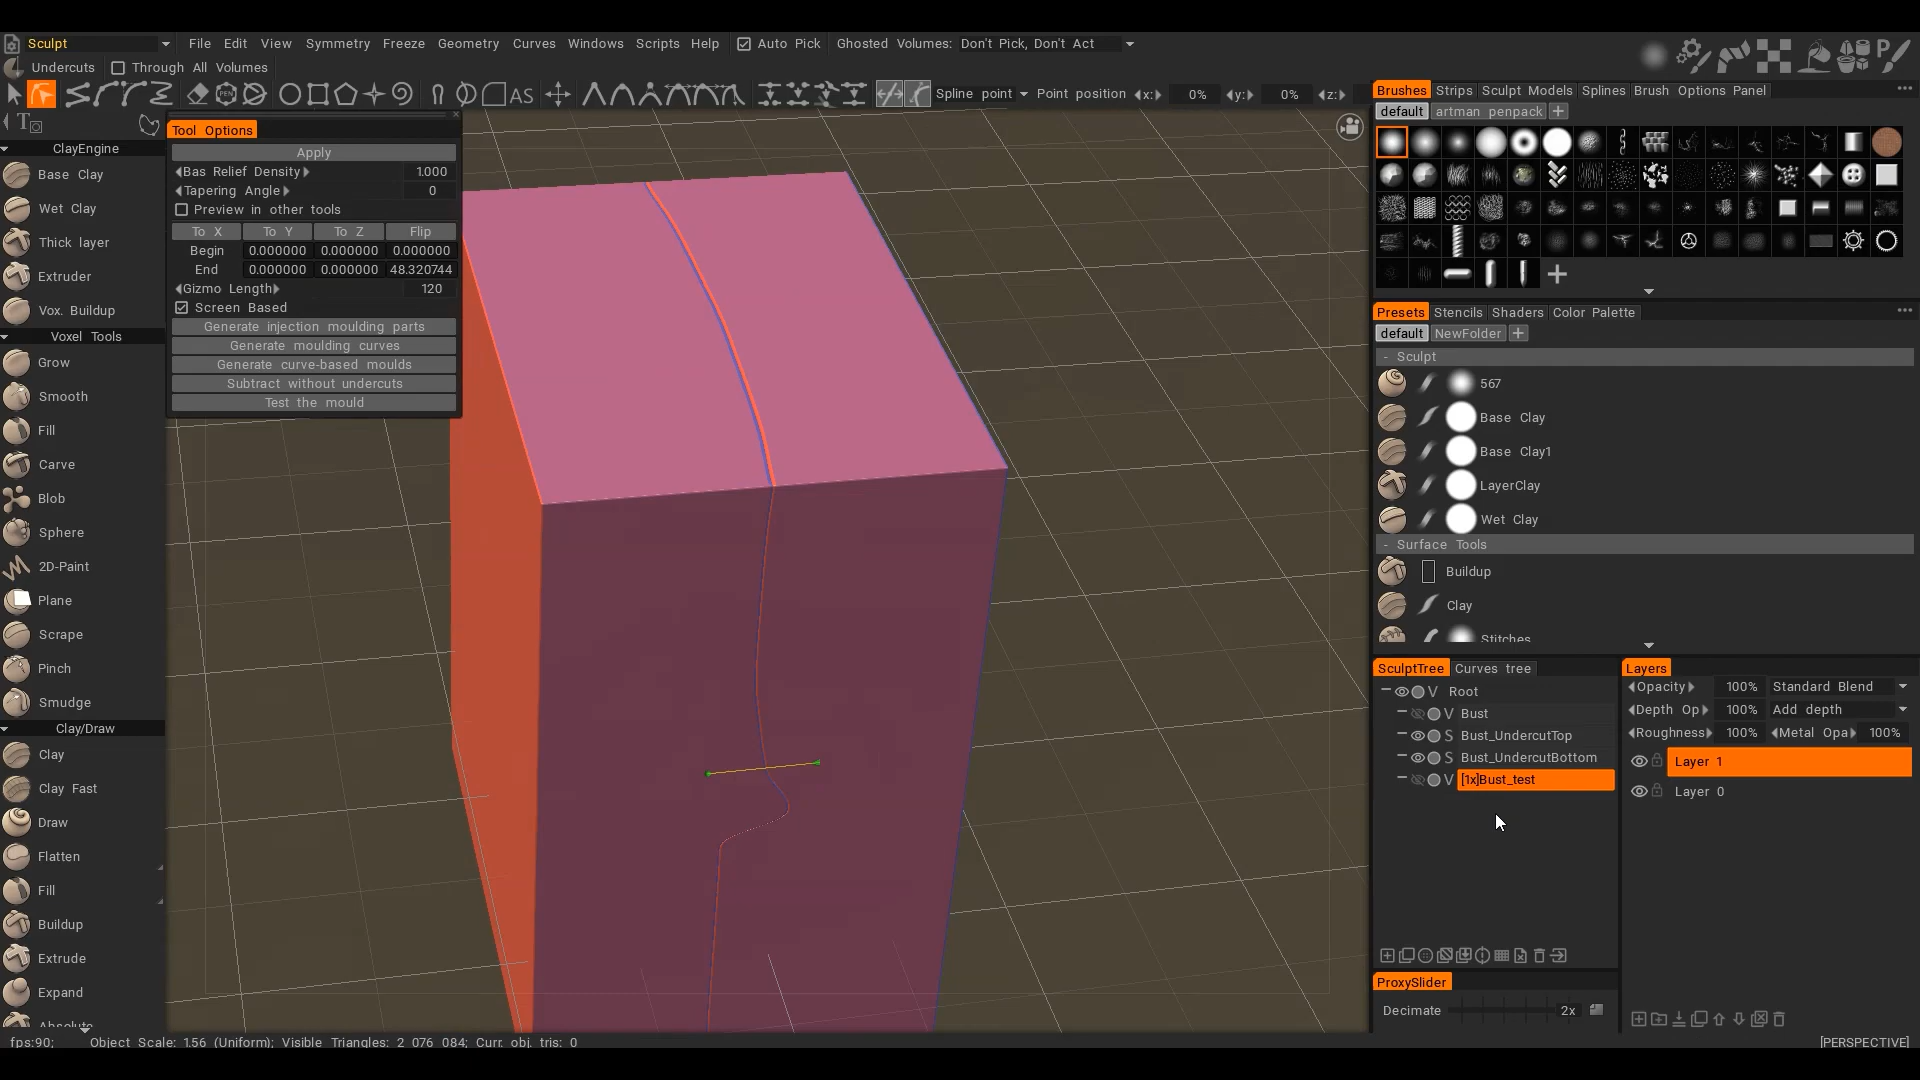 Sculpt File Edit View Symmetry Freeze Geometry Curves Windows Scripts Help Auto Pick Ghosted Volumes: Don't Pick, Don't Act
Undercuts Through All Volumes
AS Spline point Point position x: 0% y: 0% z:
Tool Options
Apply
Bas Relief Density 1.000
Tapering Angle 0
Preview in other tools
To X To Y To Z Flip
Begin 0.000000 0.000000 0.000000
End 0.000000 0.000000 48.320744
Gizmo Length 120
Screen Based
Generate injection moulding parts
Generate moulding curves
Generate curve-based moulds
Subtract without undercuts
Test the mould
ClayEngine
Base Clay
Wet Clay
Thick layer
Extruder
Vox. Buildup
Voxel Tools
Grow
Smooth
Fill
Carve
Blob
Sphere
2D-Paint
Plane
Scrape
Pinch
Smudge
Clay/Draw
Clay
Clay Fast
Draw
Flatten
Fill
Buildup
Extrude
Expand
Absolute
Brushes Strips Sculpt Models Splines Brush Options Panel
default artman penpack +
Presets Stencils Shaders Color Palette
default NewFolder +
- Sculpt
567
Base Clay
Base Clay1
LayerClay
Wet Clay
- Surface Tools
Buildup
Clay
Stitches
SculptTree Curves tree
V Root
V Bust
S Bust_UndercutTop
S Bust_UndercutBottom
V [1x]Bust_test
ProxySlider
Decimate 2x
Layers
Opacity 100% Standard Blend
Depth Op 100% Add depth
Roughness 100% Metal Opa 100%
Layer 1
Layer 0
fps:90; Object Scale: 1.56 (Uniform); Visible Triangles: 2 076 084; Curr. obj. tris: 0
[PERSPECTIVE]